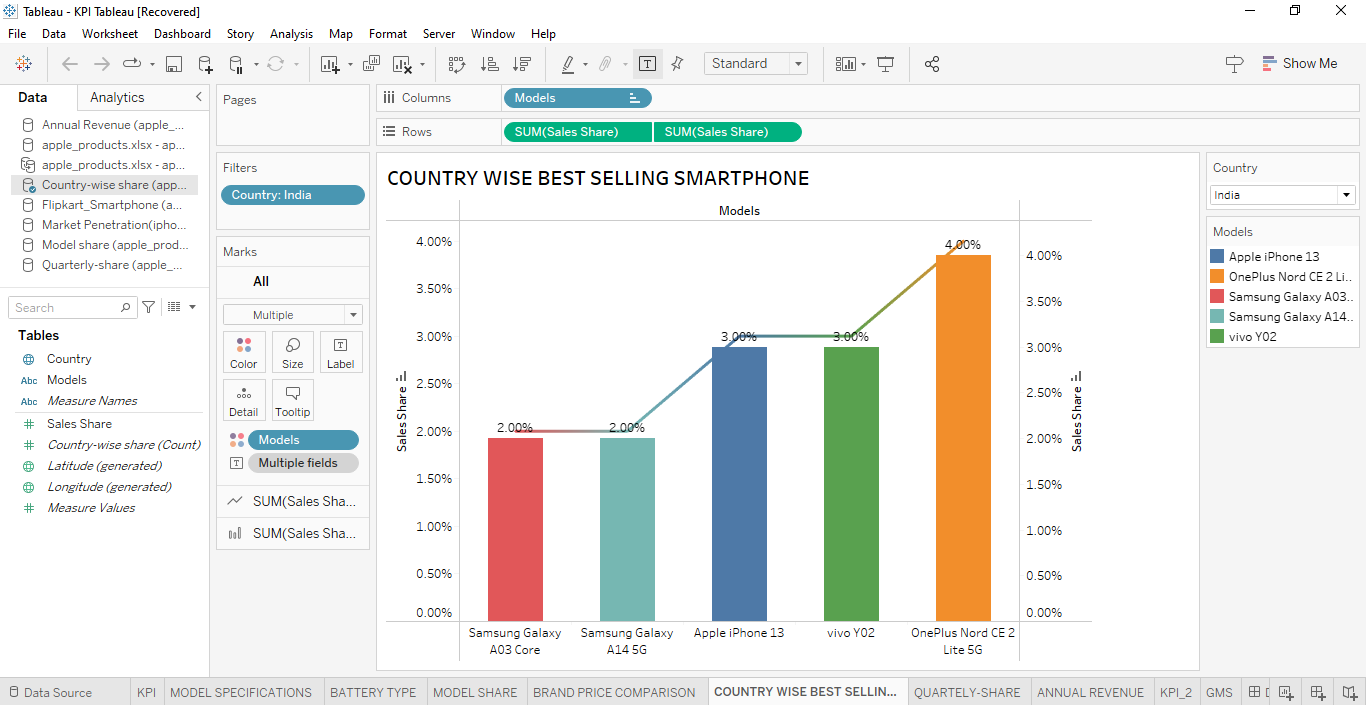 Tableau - KPI Tableau [Recovered]
File Data Worksheet Dashboard Story Analysis Map Format Server Window Help
Standard
Show Me
Data Analytics
Annual Revenue (apple_...
apple_products.xlsx - ap...
apple_products.xlsx - ap...
Country-wise share (app...
Flipkart_Smartphone (a...
Market Penetration(ipho...
Model share (apple_prod...
Quarterly-share (apple_...
Search
Tables
Country
Abc Models
Abc Measure Names
Sales Share
Country-wise share (Count)
Latitude (generated)
Longitude (generated)
Measure Values
Pages
Filters
Country: India
Marks
All
Multiple
Color Size Label
Detail Tooltip
Models
Multiple fields
SUM(Sales Sha...
SUM(Sales Sha...
Columns Models
Rows SUM(Sales Share) SUM(Sales Share)
COUNTRY WISE BEST SELLING SMARTPHONE
Models
Sales Share
4.00%
3.50%
3.00%
2.50%
2.00%
1.50%
1.00%
0.50%
0.00%
2.00%
2.00%
3.00%
3.00%
4.00%
Samsung Galaxy
A03 Core
Samsung Galaxy
A14 5G
Apple iPhone 13
vivo Y02
OnePlus Nord CE 2
Lite 5G
4.00%
3.50%
3.00%
2.50%
2.00%
1.50%
1.00%
0.50%
0.00%
Sales Share
Country
India
Models
Apple iPhone 13
OnePlus Nord CE 2 Li..
Samsung Galaxy A03..
Samsung Galaxy A14..
vivo Y02
Data Source KPI MODEL SPECIFICATIONS BATTERY TYPE MODEL SHARE BRAND PRICE COMPARISON COUNTRY WISE BEST SELLIN... QUARTELY-SHARE ANNUAL REVENUE KPI_2 GMS